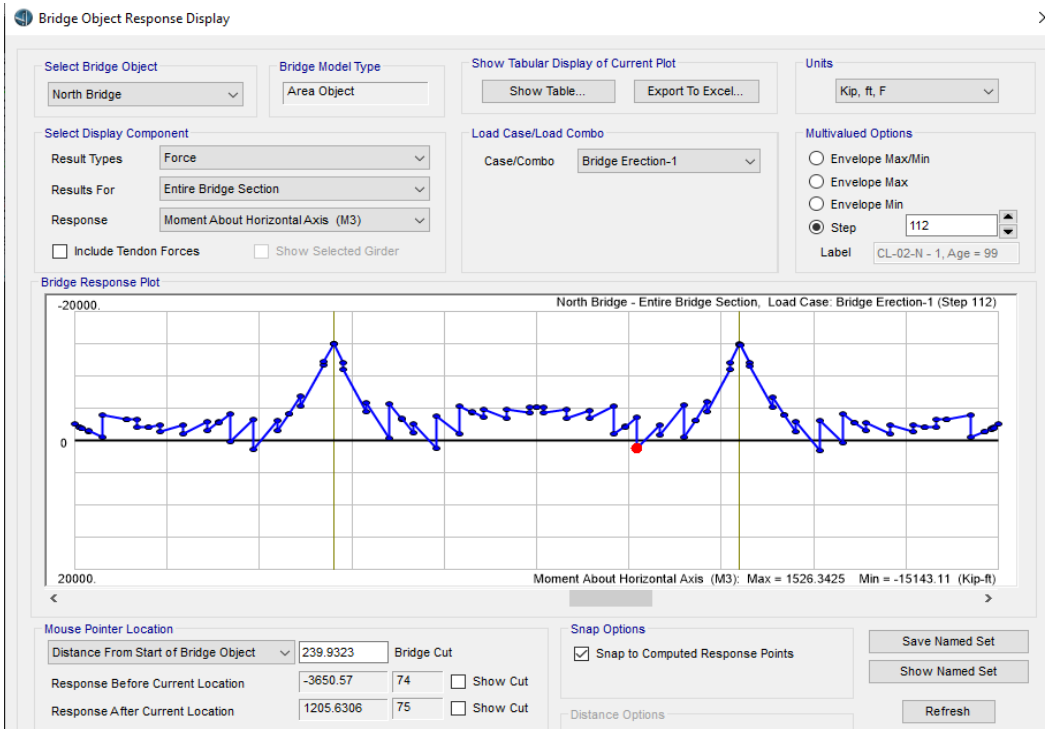 Bridge Object Response Display
Select Bridge Object
North Bridge
Bridge Model Type
Area Object
Show Tabular Display of Current Plot
Show Table...
Export To Excel...
Units
Kip, ft, F
Select Display Component
Result Types
Force
Results For
Entire Bridge Section
Response
Moment About Horizontal Axis (M3)
Include Tendon Forces
Show Selected Girder
Load Case/Load Combo
Case/Combo
Bridge Erection-1
Multivalued Options
Envelope Max/Min
Envelope Max
Envelope Min
Step
112
Label
CL-02-N - 1, Age = 99
Bridge Response Plot
-20000.
North Bridge - Entire Bridge Section, Load Case: Bridge Erection-1 (Step 112)
0
20000.
Moment About Horizontal Axis (M3): Max = 1526.3425 Min = -15143.11 (Kip-ft)
Mouse Pointer Location
Distance From Start of Bridge Object
239.9323
Bridge Cut
Response Before Current Location
-3650.57
74
Show Cut
Response After Current Location
1205.6306
75
Show Cut
Snap Options
Snap to Computed Response Points
Distance Options
Save Named Set
Show Named Set
Refresh